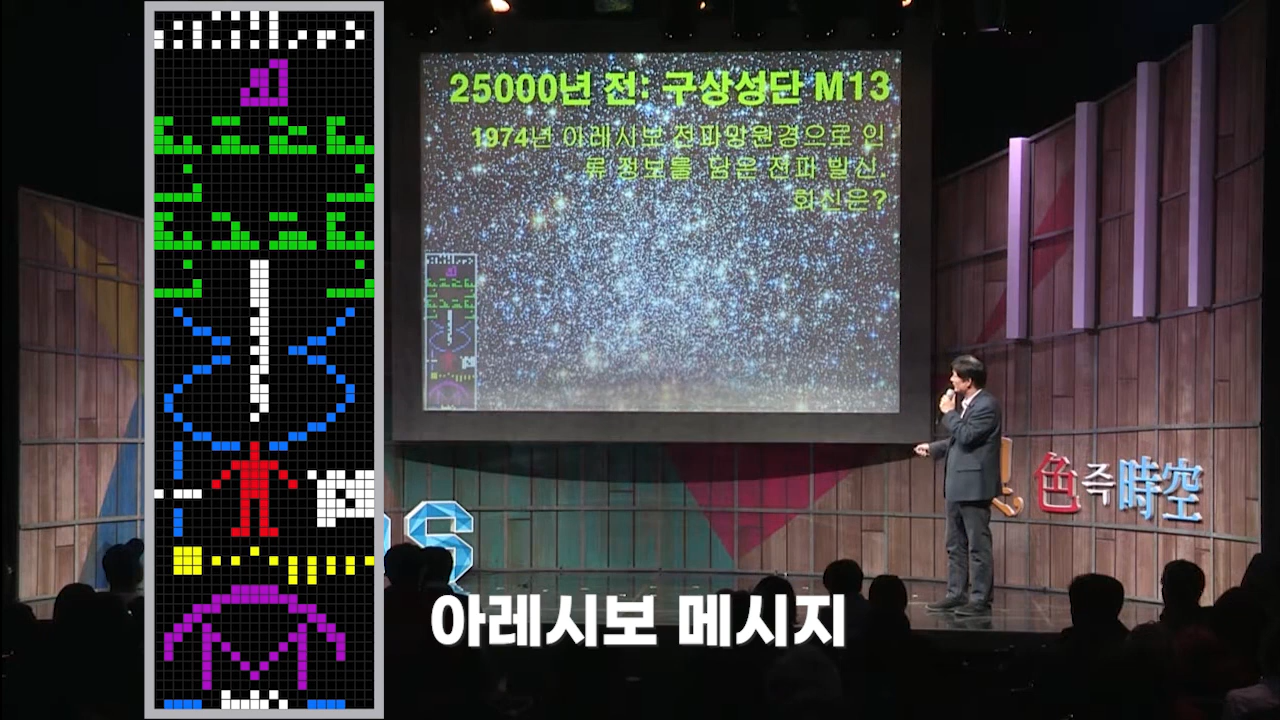 25000년 전: 구상성단 M13
1974년 아레시보 전파망원경으로 인
류 정보를 담은 전파 발신.
회신은?
色즉時空
S
아레시보 메시지